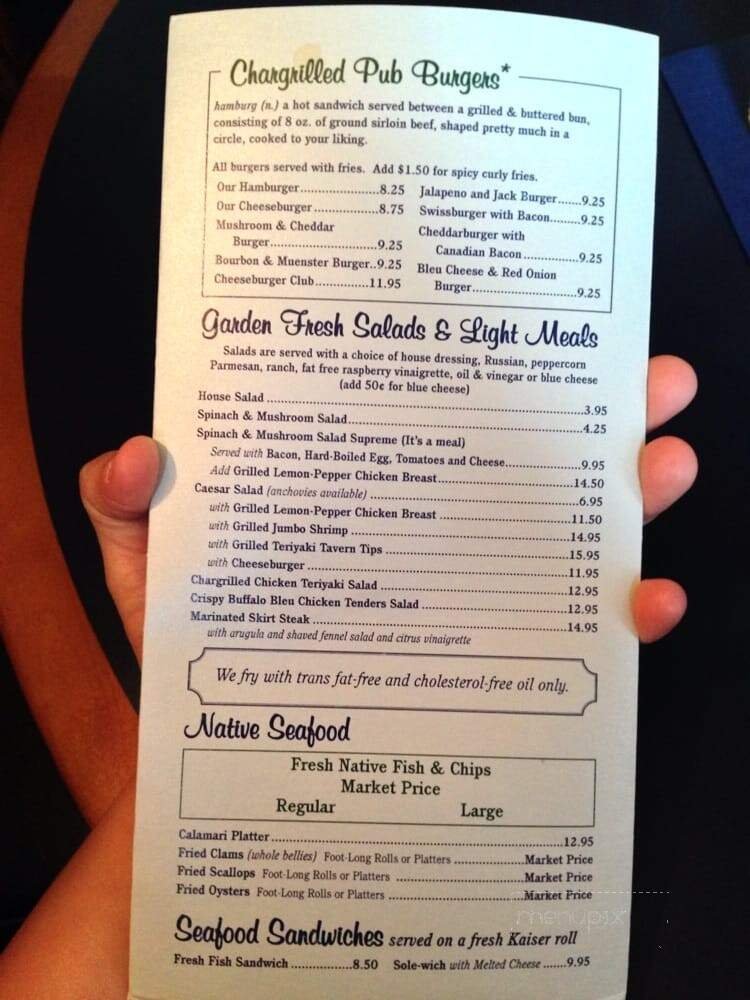 Chargrilled Pub Burgers*
hamburg (n.) a hot sandwich served between a grilled & buttered bun,
consisting of 8 oz. of ground sirloin beef, shaped pretty much in a
circle, cooked to your liking.
All burgers served with fries. Add $1.50 for spicy curly fries.
Our Hamburger....................8.25
Our Cheeseburger ................8.75
Mushroom & Cheddar
Burger...........................9.25
Bourbon & Muenster Burger..9.25
Cheeseburger Club...............11.95
Jalapeno and Jack Burger.......9.25
Swissburger with Bacon.........9.25
Cheddarburger with
Canadian Bacon ...............9.25
Bleu Cheese & Red Onion
Burger............................9.25
Garden Fresh Salads & Light Meals
Salads are served with a choice of house dressing, Russian, peppercorn
Parmesan, ranch, fat free raspberry vinaigrette, oil & vinegar or blue cheese
(add 50¢ for blue cheese)
House Salad ..........................................................3.95
Spinach & Mushroom Salad..............................................4.25
Spinach & Mushroom Salad Supreme (It's a meal)
Served with Bacon, Hard-Boiled Egg, Tomatoes and Cheese....................9.95
Add Grilled Lemon-Pepper Chicken Breast...............................14.50
Caesar Salad (anchovies available) ....................................6.95
with Grilled Lemon-Pepper Chicken Breast ..............................11.50
with Grilled Jumbo Shrimp .............................................14.95
with Grilled Teriyaki Tavern Tips .....................................15.95
with Cheeseburger .....................................................11.95
Chargrilled Chicken Teriyaki Salad ....................................12.95
Crispy Buffalo Bleu Chicken Tenders Salad .............................12.95
Marinated Skirt Steak .................................................14.95
with arugula and shaved fennel salad and citrus vinaigrette
We fry with trans fat-free and cholesterol-free oil only.
Native Seafood
Fresh Native Fish & Chips
Market Price
Regular Large
Calamari Platter ......................................................12.95
Fried Clams (whole bellies) Foot-Long Rolls or Platters .................Market Price
Fried Scallops Foot-Long Rolls or Platters ..............................Market Price
Fried Oysters Foot-Long Rolls or Platters ...............................Market Price
menupix
Seafood Sandwiches served on a fresh Kaiser roll
Fresh Fish Sandwich ...............8.50 Sole-wich with Melted Cheese .......9.95